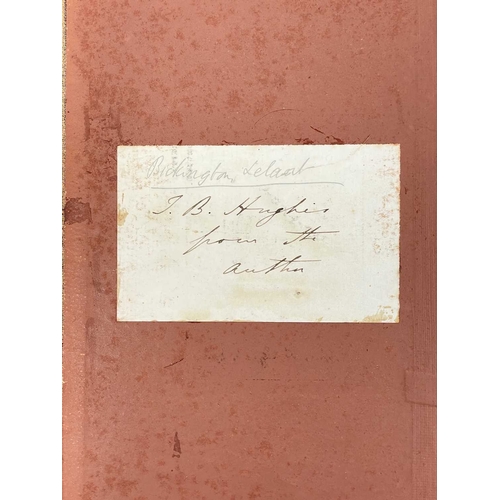 Bickington Lelant
T. B. Hughes
from the
author